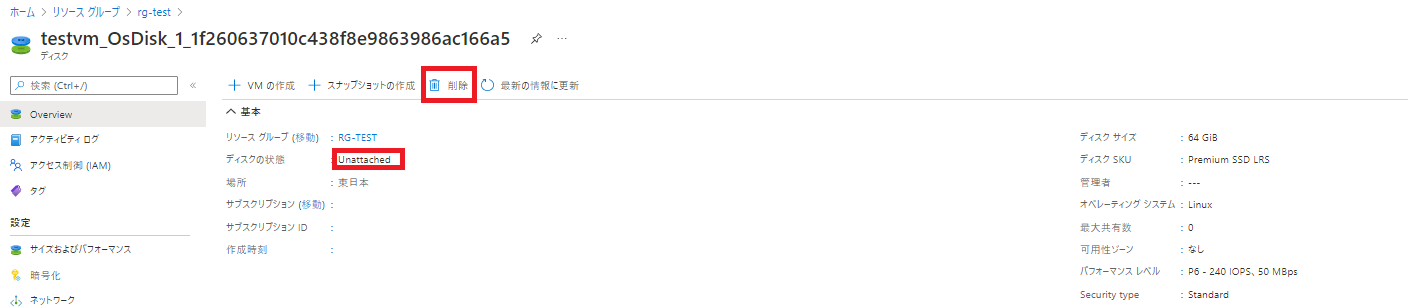 ホーム > リソース グループ > rg-test >
testvm_OsDisk_1_1f260637010c438f8e9863986ac166a5 ...
ディスク
検索 (Ctrl+/) «
Overview
アクティビティ ログ
アクセス制御 (IAM)
タグ
設定
サイズおよびパフォーマンス
暗号化
ネットワーク
+ VM の作成 + スナップショットの作成 削除 最新の情報に更新
基本
リソース グループ (移動) : RG-TEST
ディスクの状態 : Unattached
場所 : 東日本
サブスクリプション (移動) :
サブスクリプション ID :
作成時刻 :
ディスク サイズ : 64 GiB
ディスク SKU : Premium SSD LRS
管理者 : ---
オペレーティング システム : Linux
最大共有数 : 0
可用性ゾーン : なし
パフォーマンス レベル : P6 - 240 IOPS、50 MBps
Security type : Standard